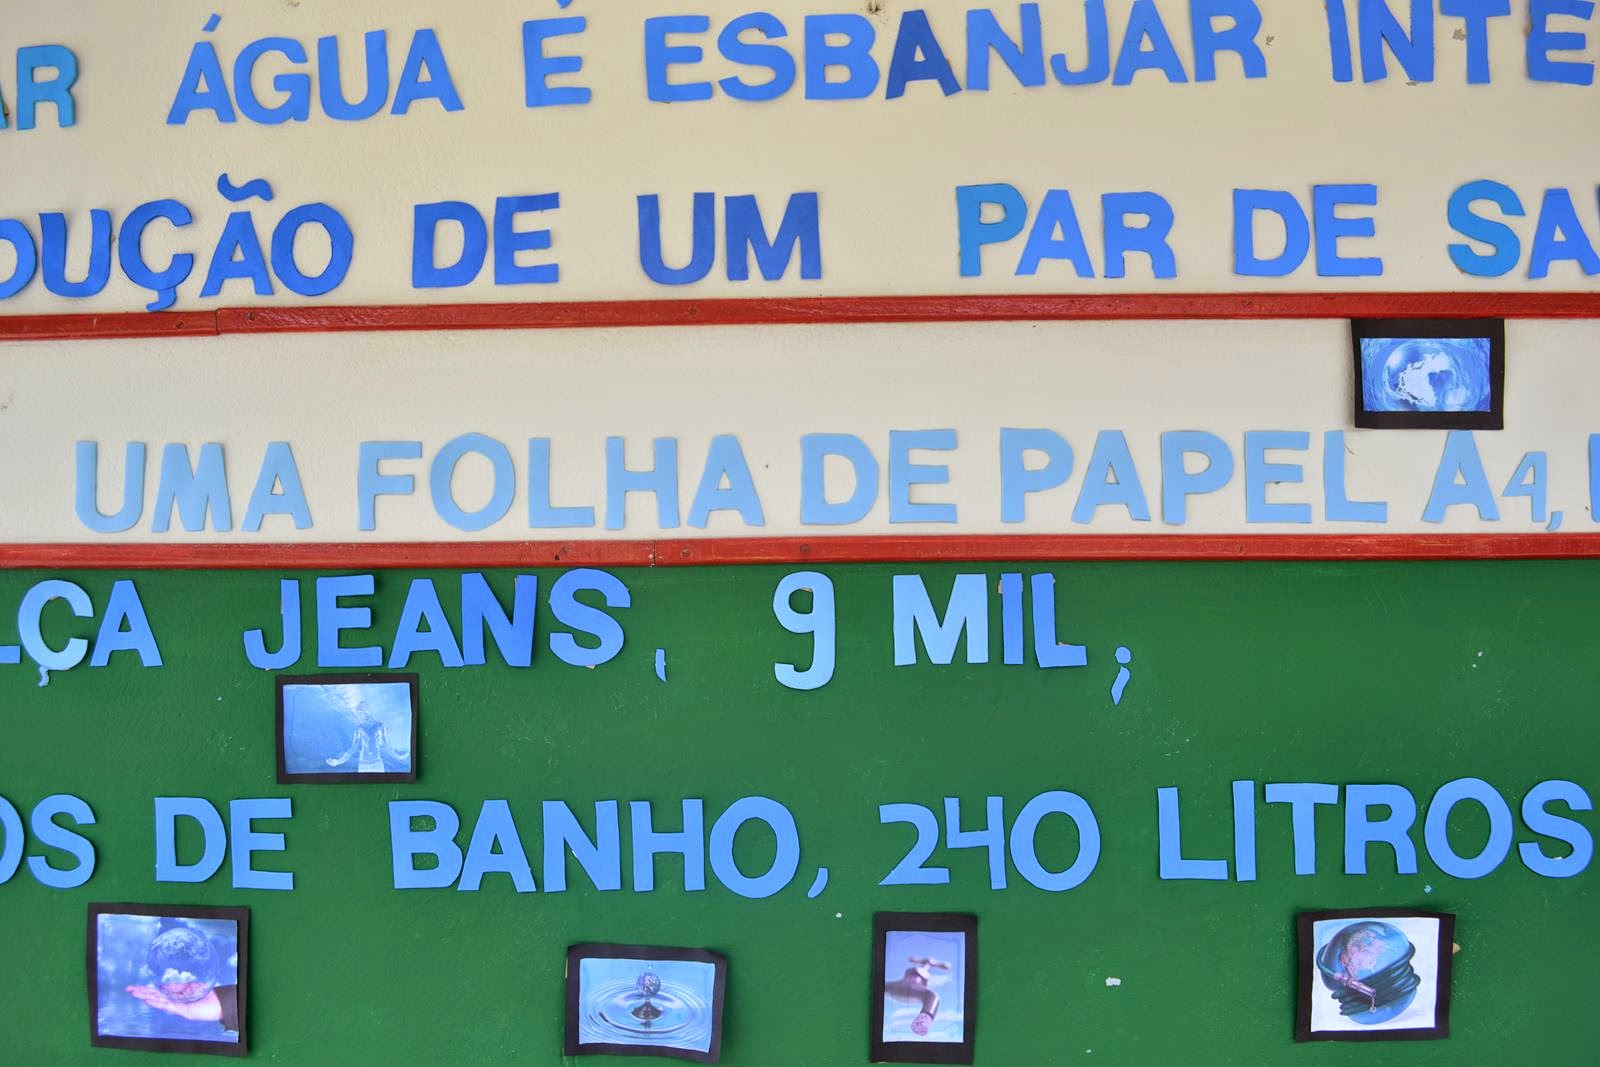 AR ÁGUA É ESBANJAR INTE
DUÇÃO DE UM PAR DE SA
UMA FOLHA DE PAPEL A4,
LÇA JEANS, 9 MIL;
OS DE BANHO, 240 LITROS